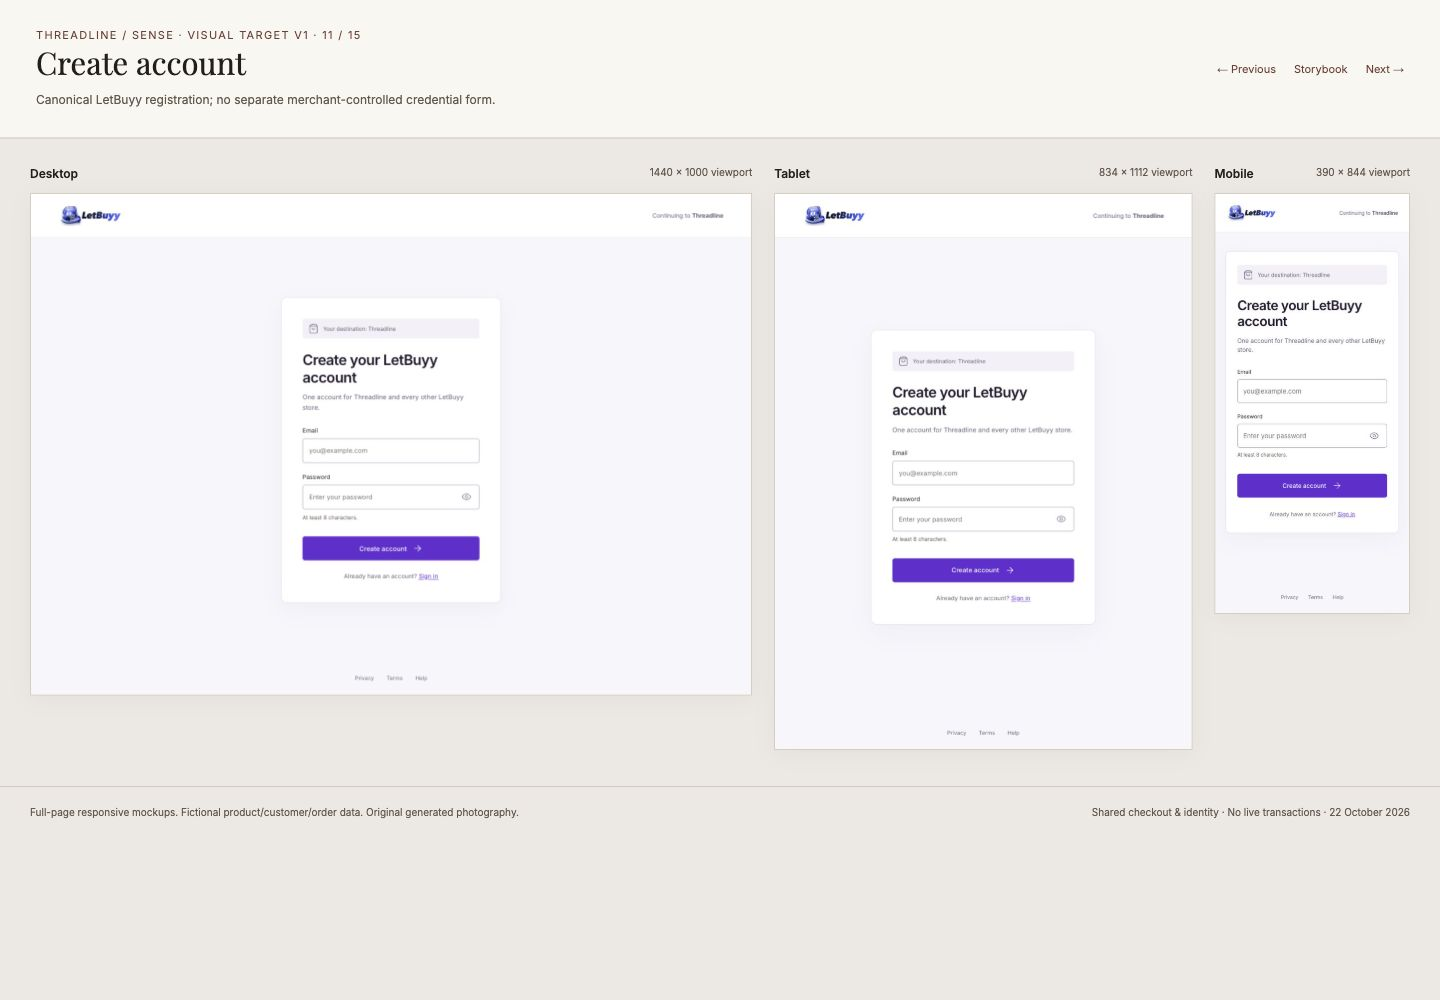 THREADLINE / SENSE · VISUAL TARGET V1 · 11 / 15
Create account
Canonical LetBuyy registration; no separate merchant-controlled credential form.
← Previous
Storybook
Next →
Desktop
1440 × 1000 viewport
LetBuyy
Continuing to Threadline
Your destination: Threadline
Create your LetBuyy
account
One account for Threadline and every other LetBuyy
store.
Email
you@example.com
Password
Enter your password
At least 8 characters.
Create account →
Already have an account? Sign in
Privacy
Terms
Help
Tablet
834 × 1112 viewport
LetBuyy
Continuing to Threadline
Your destination: Threadline
Create your LetBuyy
account
One account for Threadline and every other LetBuyy store.
Email
you@example.com
Password
Enter your password
At least 8 characters.
Create account →
Already have an account? Sign in
Privacy
Terms
Help
Mobile
390 × 844 viewport
LetBuyy
Continuing to Threadline
Your destination: Threadline
Create your LetBuyy
account
One account for Threadline and every other LetBuyy
store.
Email
you@example.com
Password
Enter your password
At least 8 characters.
Create account →
Already have an account? Sign in
Privacy
Terms
Help
Full-page responsive mockups. Fictional product/customer/order data. Original generated photography.
Shared checkout & identity · No live transactions · 22 October 2026